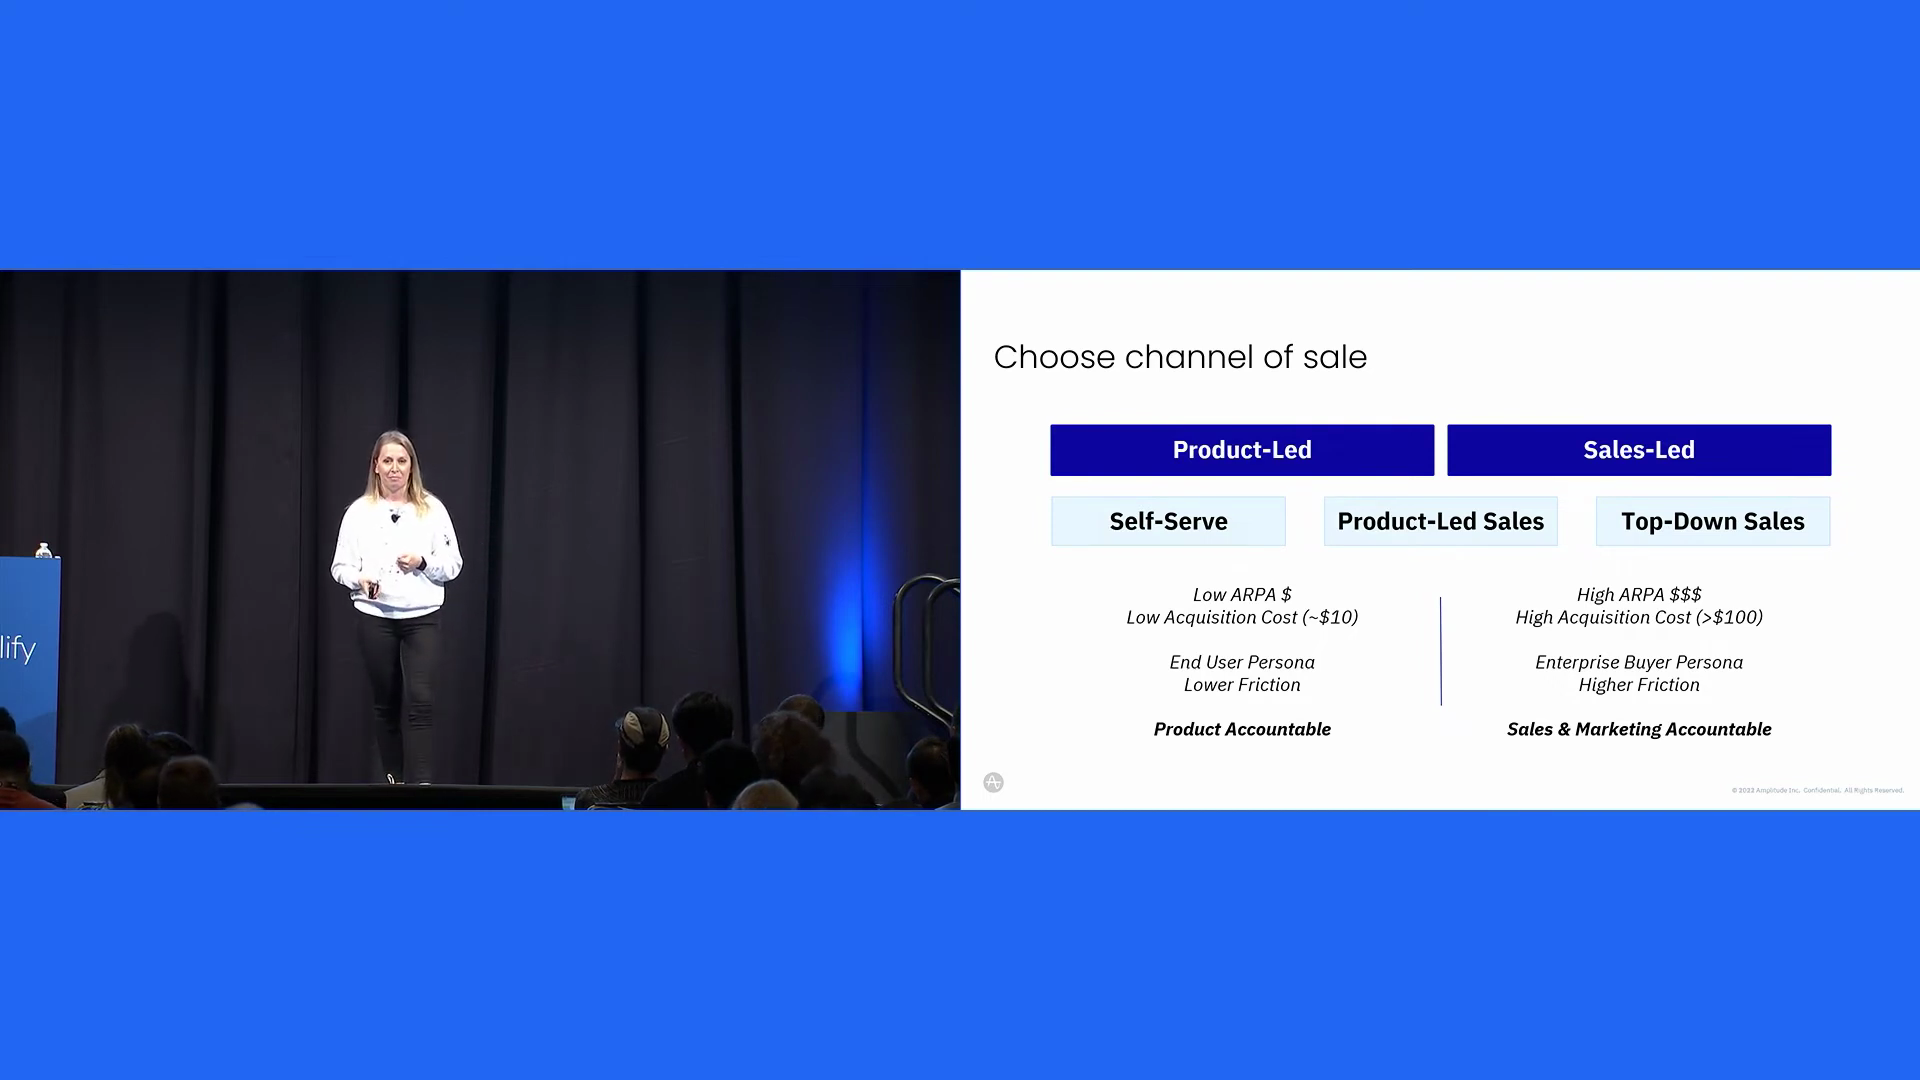 lify
Choose channel of sale
Product-Led
Sales-Led
Self-Serve
Product-Led Sales
Top-Down Sales
Low ARPA $
Low Acquisition Cost (~$10)
End User Persona
Lower Friction
Product Accountable
High ARPA $$$
High Acquisition Cost (>$100)
Enterprise Buyer Persona
Higher Friction
Sales & Marketing Accountable
© 2022 Amplitude Inc. Confidential. All Rights Reserved.